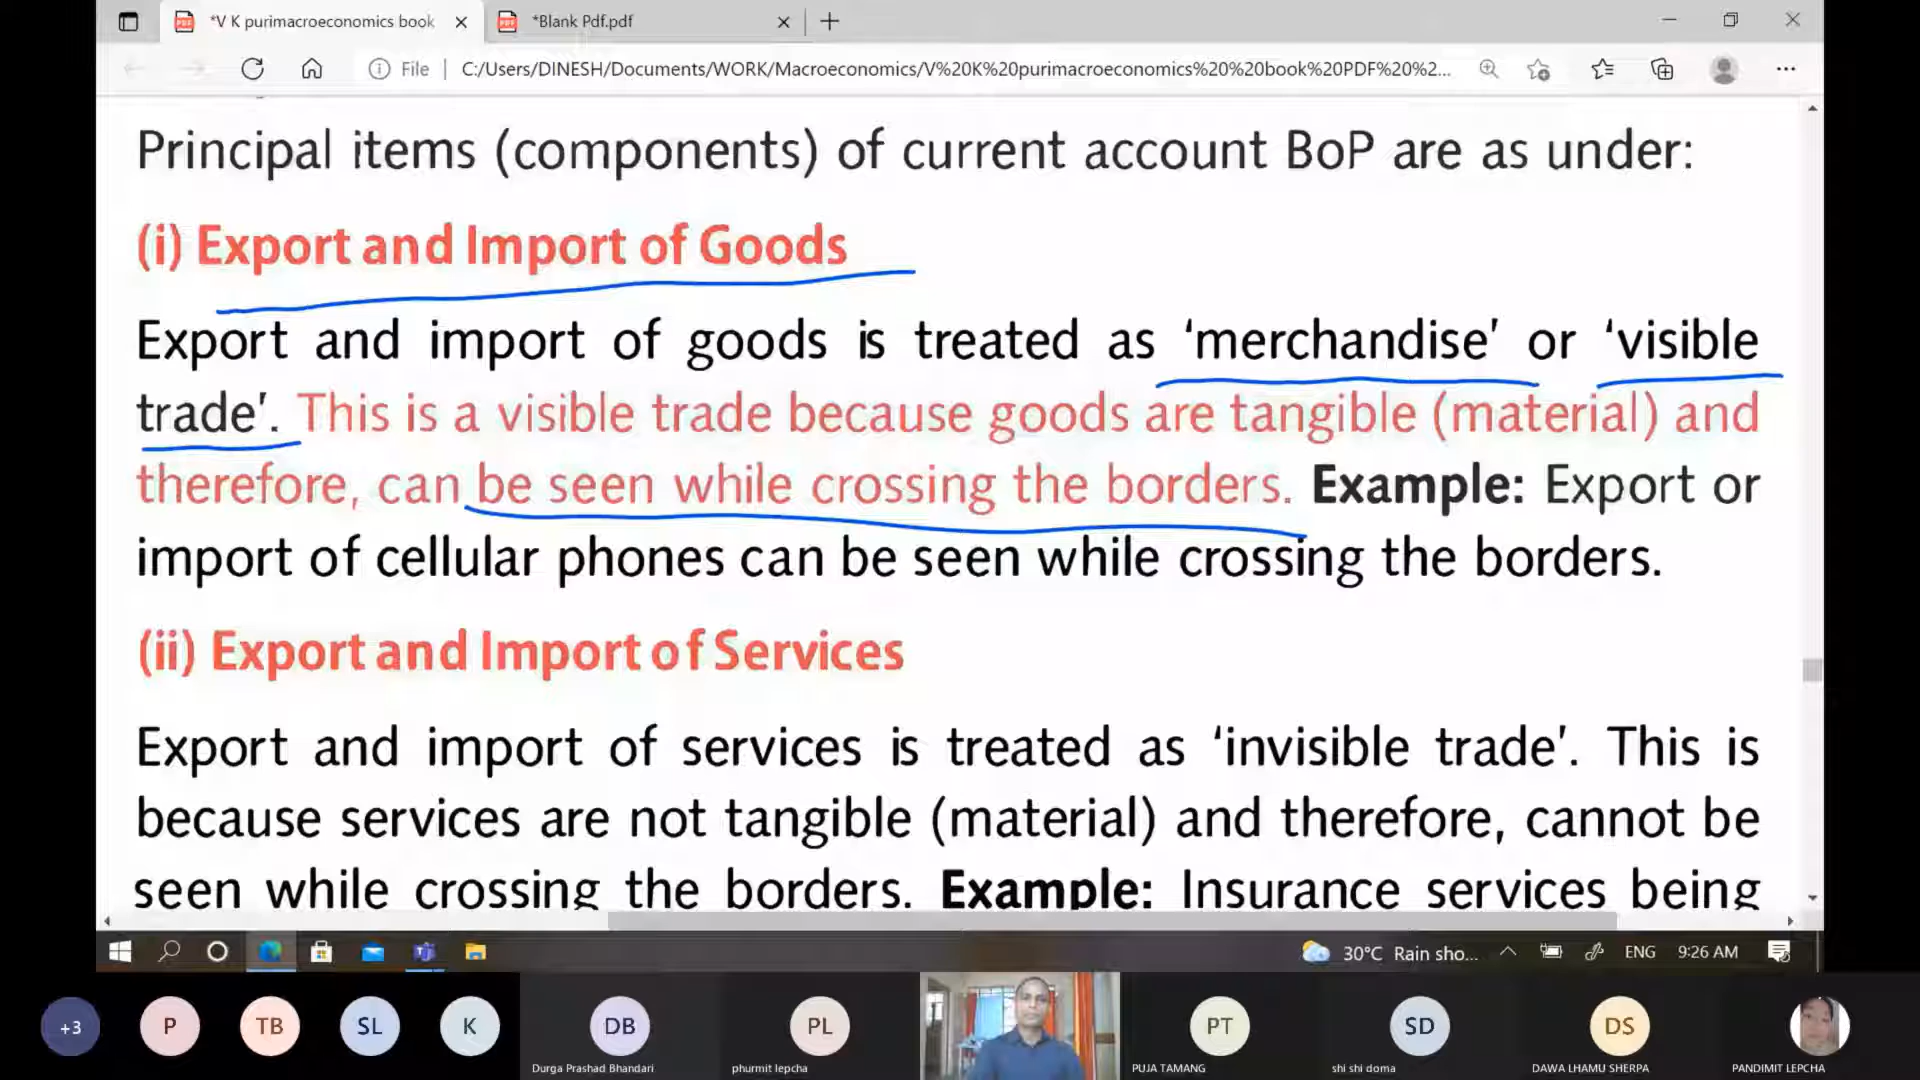 *V K purimacroeconomics book
*Blank Pdf.pdf
File
C:/Users/DINESH/Documents/WORK/Macroeconomics/V%20K%20purimacroeconomics%20%20book%20PDF%20%2...
Principal items (components) of current account BoP are as under:
(i) Export and Import of Goods
Export and import of goods is treated as ‘merchandise’ or ‘visible
trade’. This is a visible trade because goods are tangible (material) and
therefore, can be seen while crossing the borders. Example: Export or
import of cellular phones can be seen while crossing the borders.
(ii) Export and Import of Services
Export and import of services is treated as ‘invisible trade’. This is
because services are not tangible (material) and therefore, cannot be
seen while crossing the borders. Example: Insurance services being
30°C Rain sho...
ENG
9:26 AM
+3
P
TB
SL
K
DB
PL
PT
SD
DS
Durga Prashad Bhandari
phurmit lepcha
PUJA TAMANG
shi shi doma
DAWA LHAMU SHERPA
PANDIMIT LEPCHA